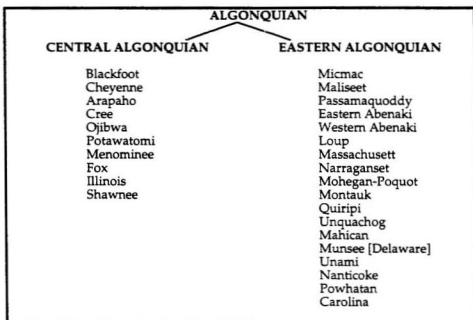 ALGONQUIAN
CENTRAL ALGONQUIAN
Blackfoot
Cheyenne
Arapaho
Cree
Ojibwa
Potawatomi
Menominee
Fox
Illinois
Shawnee
EASTERN ALGONQUIAN
Micmac
Maliseet
Passamaquoddy
Eastern Abenaki
Western Abenaki
Loup
Massachusett
Narraganset
Mohegan-Poquot
Montauk
Quiripi
Unquachog
Mahican
Munsee [Delaware]
Unami
Nanticoke
Powhatan
Carolina